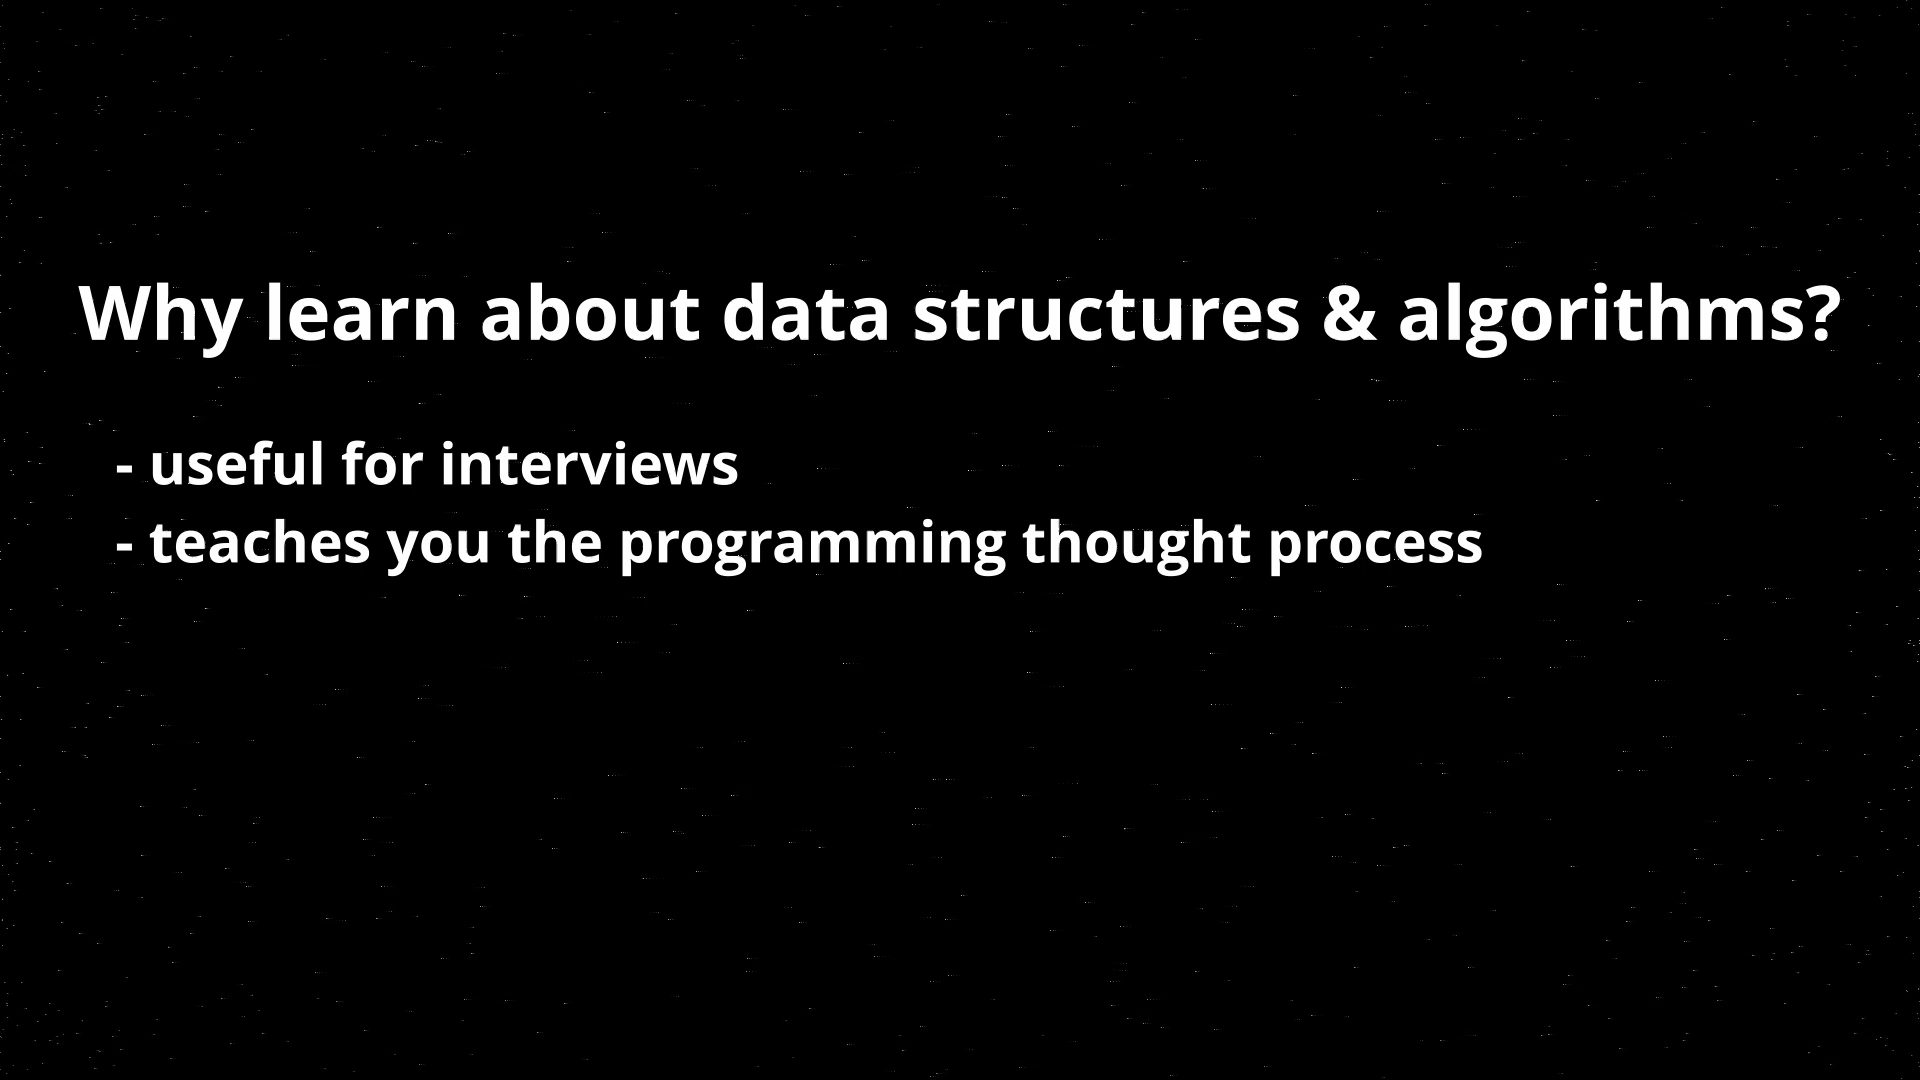 Why learn about data structures & algorithms?
- useful for interviews
- teaches you the programming thought process